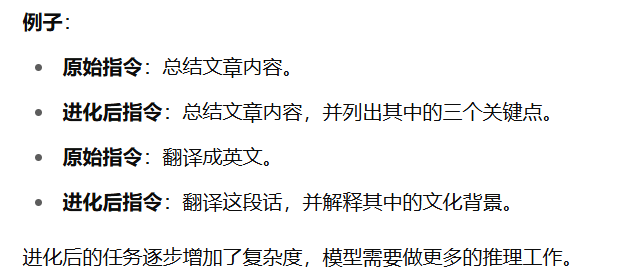 例子：
原始指令：总结文章内容。
进化后指令：总结文章内容，并列出其中的三个关键点。
原始指令：翻译成英文。
进化后指令：翻译这段话，并解释其中的文化背景。
进化后的任务逐步增加了复杂度，模型需要做更多的推理工作。